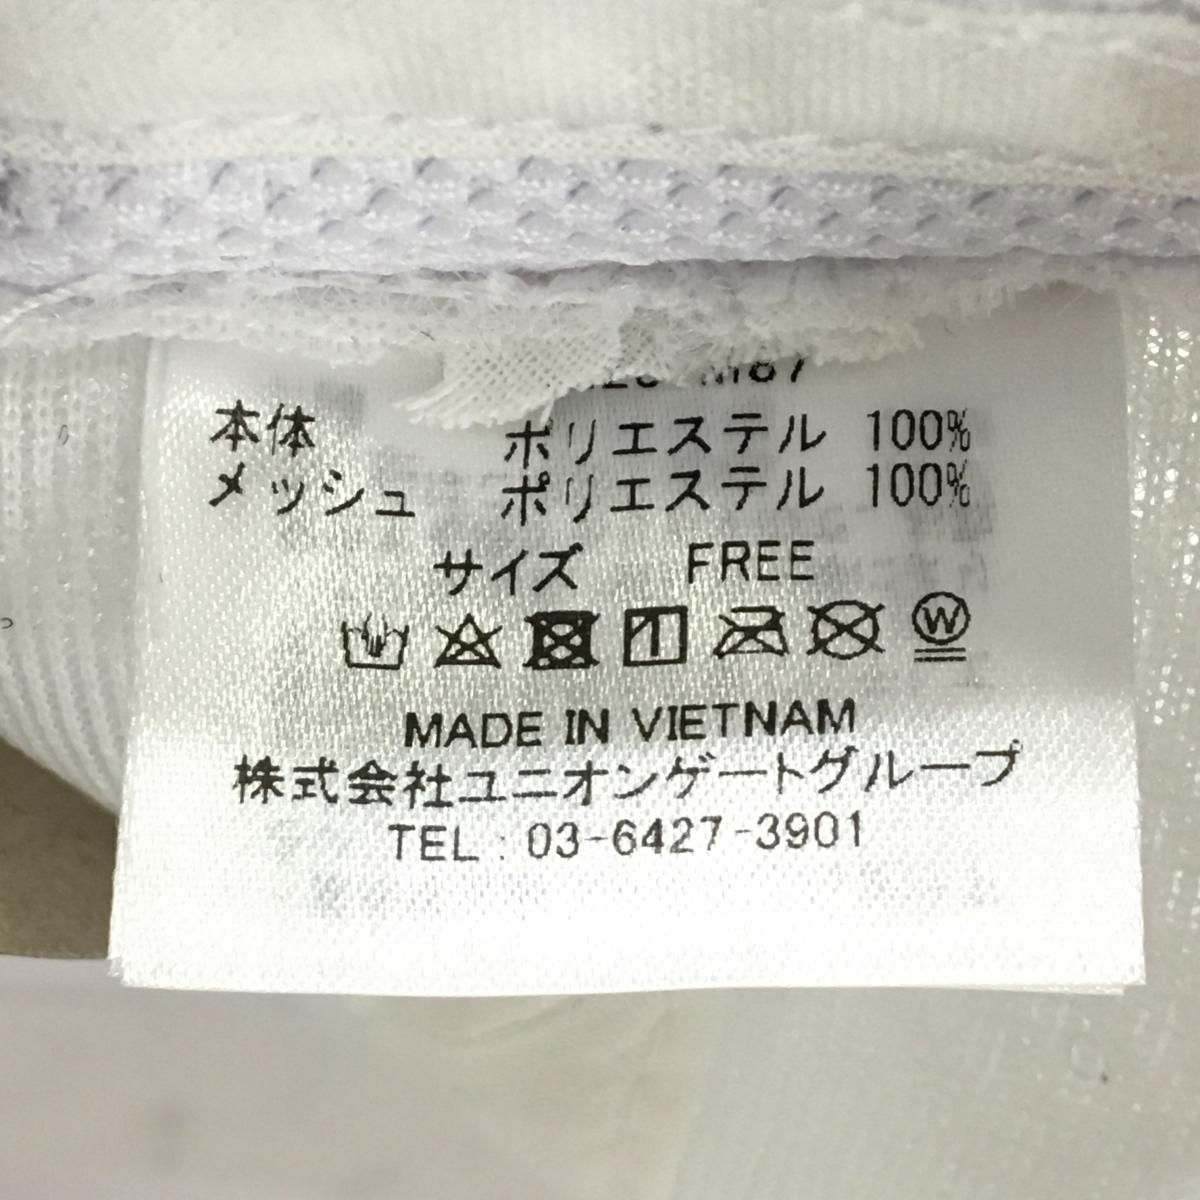 本体 ポリエステル 100%
メッシュ ポリエステル 100%
サイズ FREE
W
MADE IN VIETNAM
株式会社ユニオンゲートグループ
TEL : 03-6427-3901